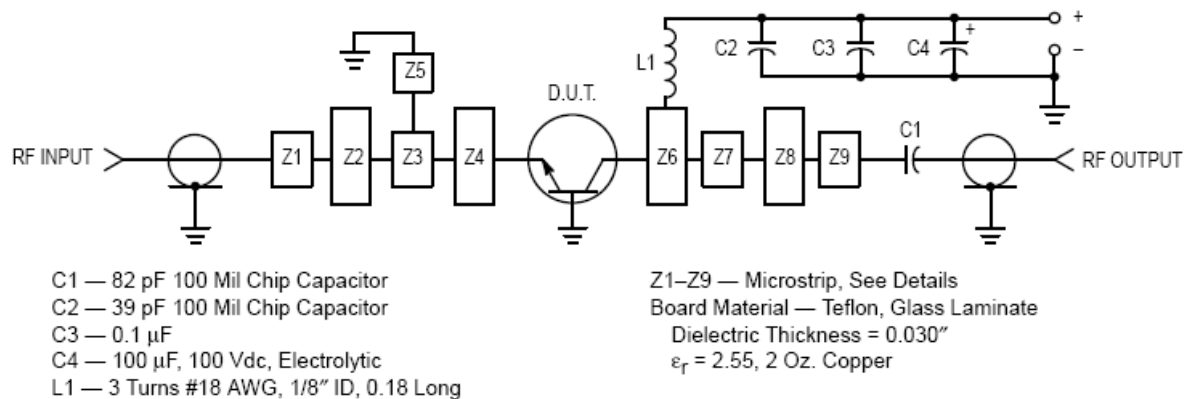 +
C2
C3
C4
+
−
L1
Z5
D.U.T.
C1
RF INPUT
Z1
Z2
Z3
Z4
Z6
Z7
Z8
Z9
RF OUTPUT
C1 — 82 pF 100 Mil Chip Capacitor
C2 — 39 pF 100 Mil Chip Capacitor
C3 — 0.1 μF
C4 — 100 μF, 100 Vdc, Electrolytic
L1 — 3 Turns #18 AWG, 1/8″ ID, 0.18 Long
Z1–Z9 — Microstrip, See Details
Board Material — Teflon, Glass Laminate
Dielectric Thickness = 0.030″
εr = 2.55, 2 Oz. Copper